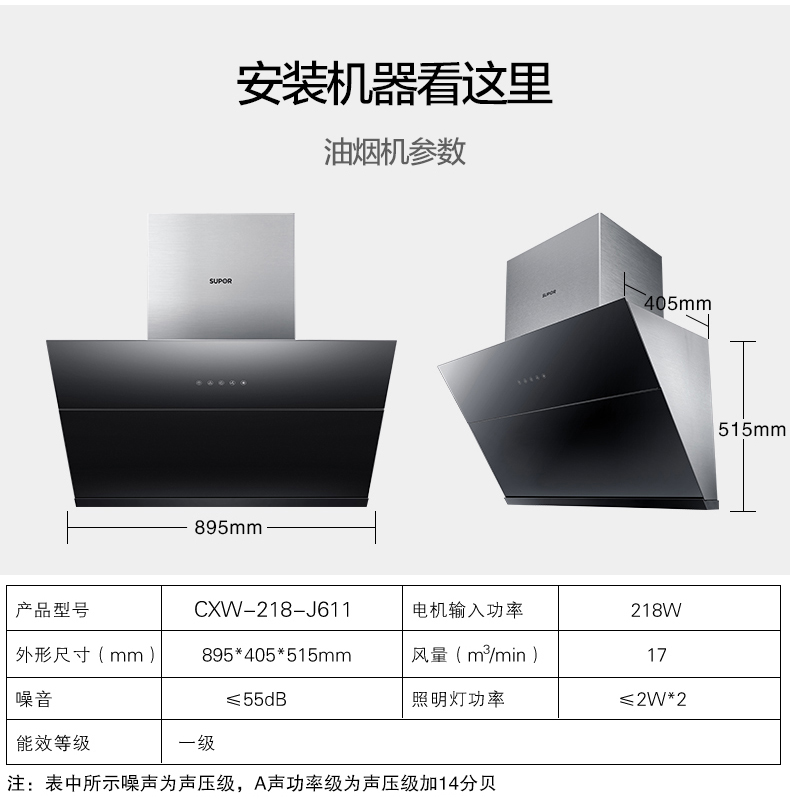 安装机器看这里
油烟机参数
SUPOR
SUPOR
405mm
515mm
895mm
产品型号 CXW-218-J611 电机输入功率 218W
外形尺寸（mm） 895*405*515mm 风量（m³/min） 17
噪音 ≤55dB 照明灯功率 ≤2W*2
能效等级 一级
注：表中所示噪声为声压级，A声功率级为声压级加14分贝